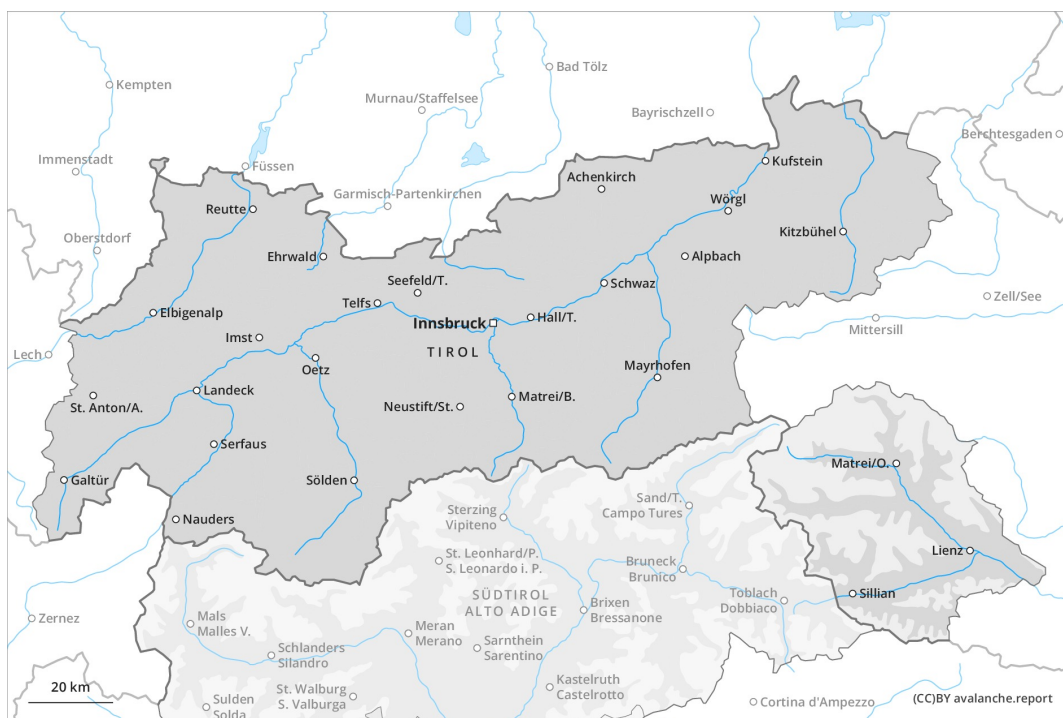 Kempten
Bad Tölz
Murnau/Staffelsee
Bayrischzell
Berchtesgaden
Immenstadt
Füssen
Kufstein
Achenkirch
Garmisch-Partenkirchen
Reutte
Wörgl
Oberstdorf
Kitzbühel
Ehrwald
Alpbach
Seefeld/T.
Schwaz
Zell/See
Telfs
Elbigenalp
Hall/T.
Innsbruck
Mittersill
Imst
TIROL
Lech
Oetz
Mayrhofen
Landeck
St. Anton/A.
Matrei/B.
Neustift/St.
Serfaus
Matrei/O.
Galtür
Sölden
Sand/T.
Campo Tures
Sterzing
Vipiteno
Nauders
Lienz
St. Leonhard/P.
S. Leonardo i. P.
Bruneck
Brunico
Sillian
SÜDTIROL
ALTO ADIGE
Toblach
Dobbiaco
Brixen
Bressanone
Zernez
Mals
Malles V.
Meran
Merano
Sarnthein
Sarentino
Schlanders
Silandro
Kastelruth
Castelrotto
20 km
St. Walburg
S. Valburga
Sulden
Solda
Cortina d'Ampezzo
(CC)BY avalanche.report